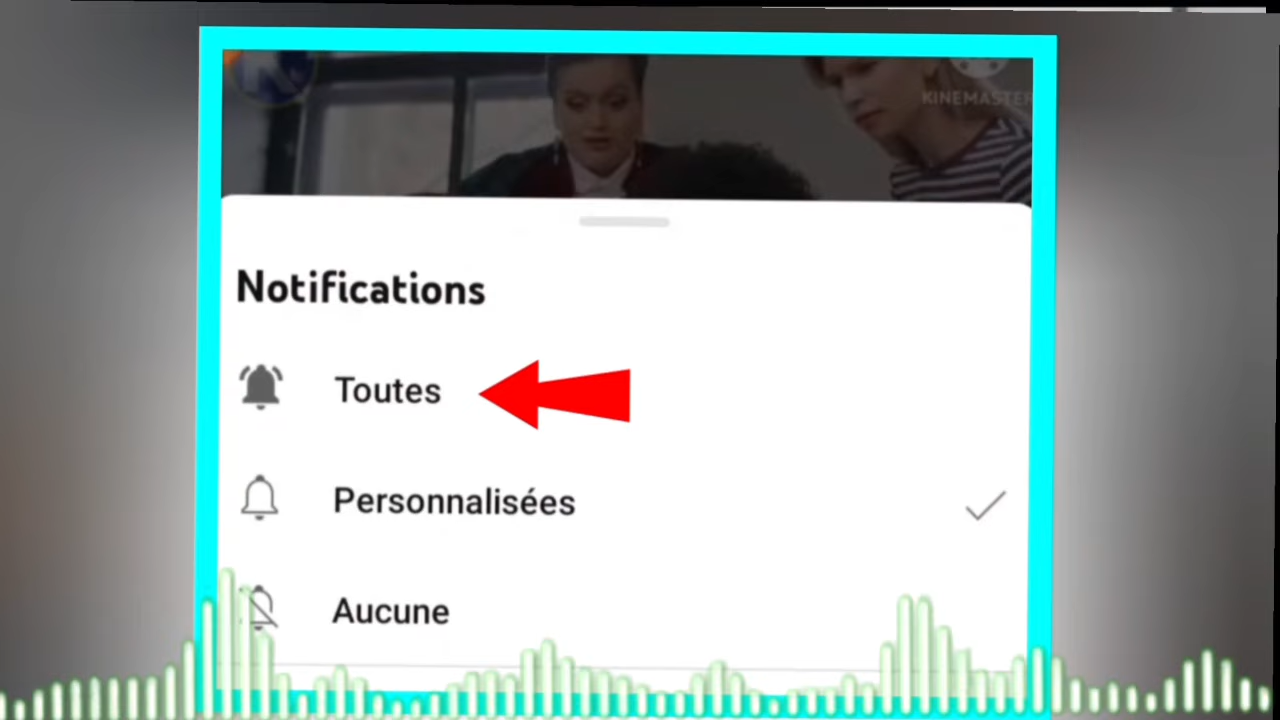 KINEMASTER
Notifications
Toutes
Personnalisées
Aucune